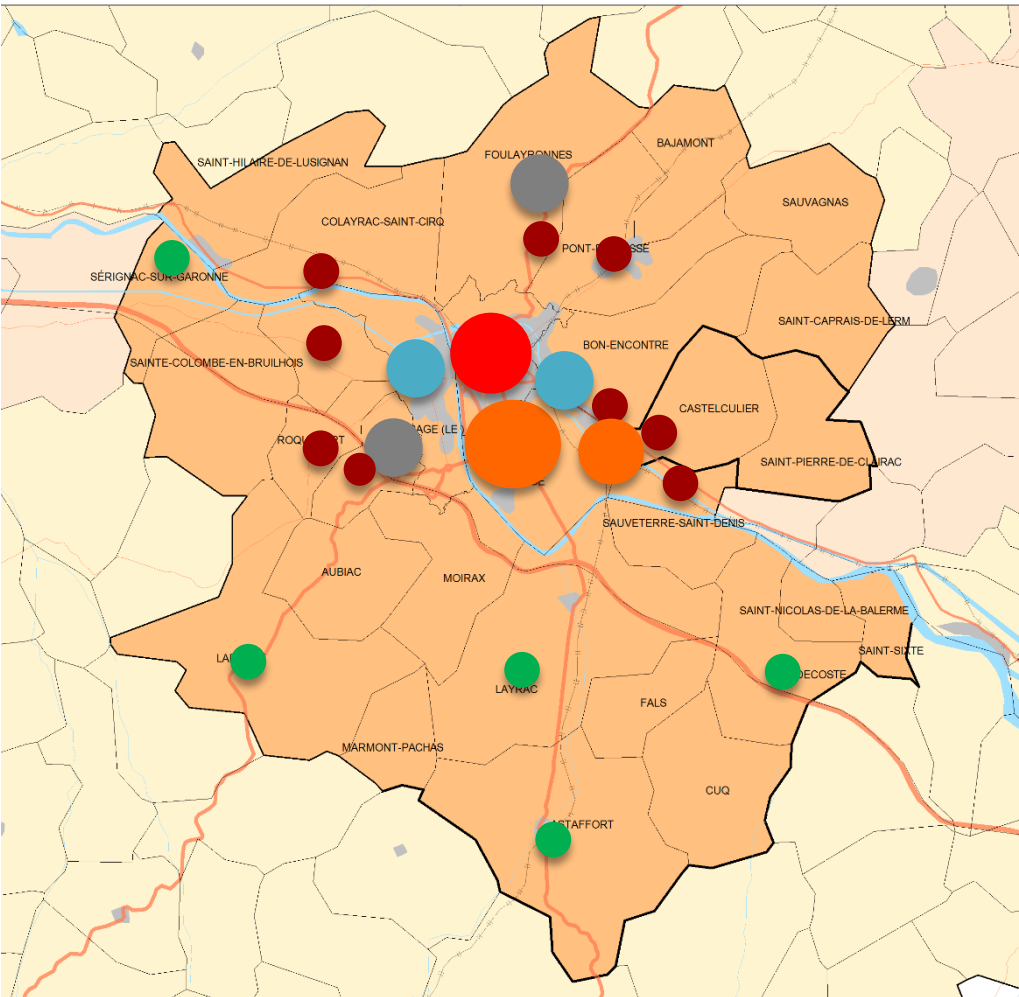 FOULAYRONNES
BAJAMONT
SAINT-HILAIRE-DE-LUSIGNAN
SAUVAGNAS
COLAYRAC-SAINT-CIRQ
SÉRIGNAC-SUR-GARONNE
SAINT-CAPRAIS-DE-LERM
BON-ENCONTRE
SAINTE-COLOMBE-EN-BRUILHOIS
CASTELCULIER
SAINT-PIERRE-DE-CLAIRAC
SAUVETERRE-SAINT-DENIS
AUBIAC
MOIRAX
SAINT-NICOLAS-DE-LA-BALERME
SAINT-SIXTE
LAYRAC
FALS
MARMONT-PACHAS
CUQ